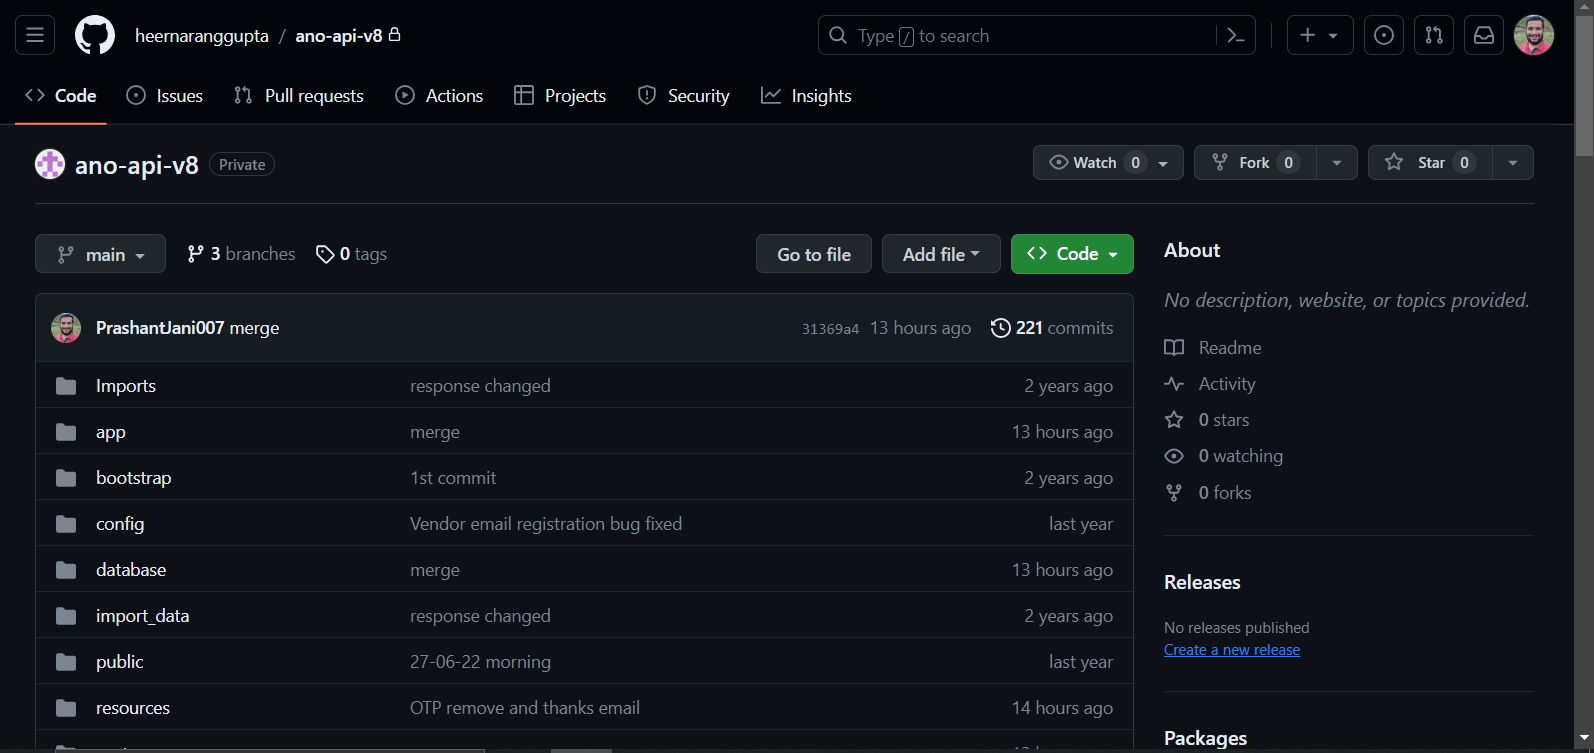 heernaranggupta / ano-api-v8
Type / to search
Code Issues Pull requests Actions Projects Security Insights
ano-api-v8 Private
Watch 0 Fork 0 Star 0
main 3 branches 0 tags Go to file Add file Code
PrashantJani007 merge 31369a4 13 hours ago 221 commits
Imports response changed 2 years ago
app merge 13 hours ago
bootstrap 1st commit 2 years ago
config Vendor email registration bug fixed last year
database merge 13 hours ago
import_data response changed 2 years ago
public 27-06-22 morning last year
resources OTP remove and thanks email 14 hours ago
About
No description, website, or topics provided.
Readme
Activity
0 stars
0 watching
0 forks
Releases
No releases published
Create a new release
Packages